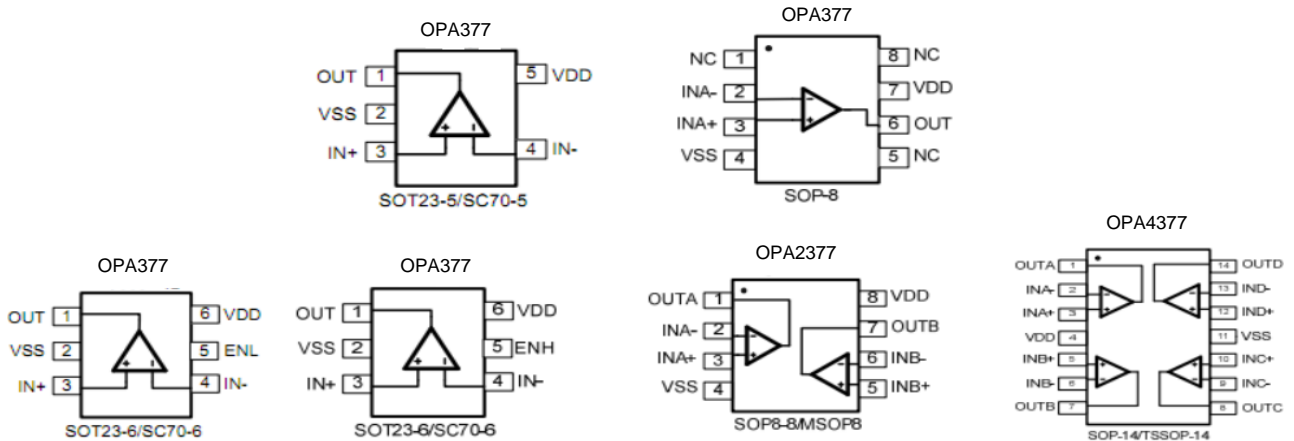 OPA377
OUT 1 5 VDD
VSS 2
IN+ 3 4 IN-
SOT23-5/SC70-5
OPA377
NC 1 8 NC
INA- 2 7 VDD
INA+ 3 6 OUT
VSS 4 5 NC
SOP-8
OPA377
OUT 1 6 VDD
VSS 2 5 ENL
IN+ 3 4 IN-
SOT23-6/SC70-6
OPA377
OUT 1 6 VDD
VSS 2 5 ENH
IN+ 3 4 IN-
SOT23-6/SC70-6
OPA2377
OUTA 1 8 VDD
INA- 2 7 OUTB
INA+ 3 6 INB-
VSS 4 5 INB+
SOP8-8/MSOP8
OPA4377
OUTA 1 14 OUTD
INA- 2 13 IND-
INA+ 3 12 IND+
VDD 4 11 VSS
INB+ 5 10 INC+
INB- 6 9 INC-
OUTB 7 8 OUTC
SOP-14/TSSOP-14